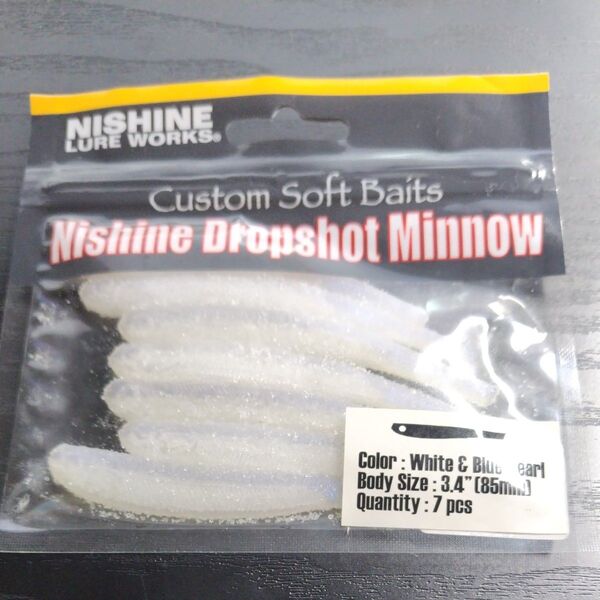 NISHINE
LURE WORKS®
Custom Soft Baits
Nishine Dropshot Minnow
Color : White & Blue earl
Body Size : 3.4" (85mm)
Quantity : 7 pcs